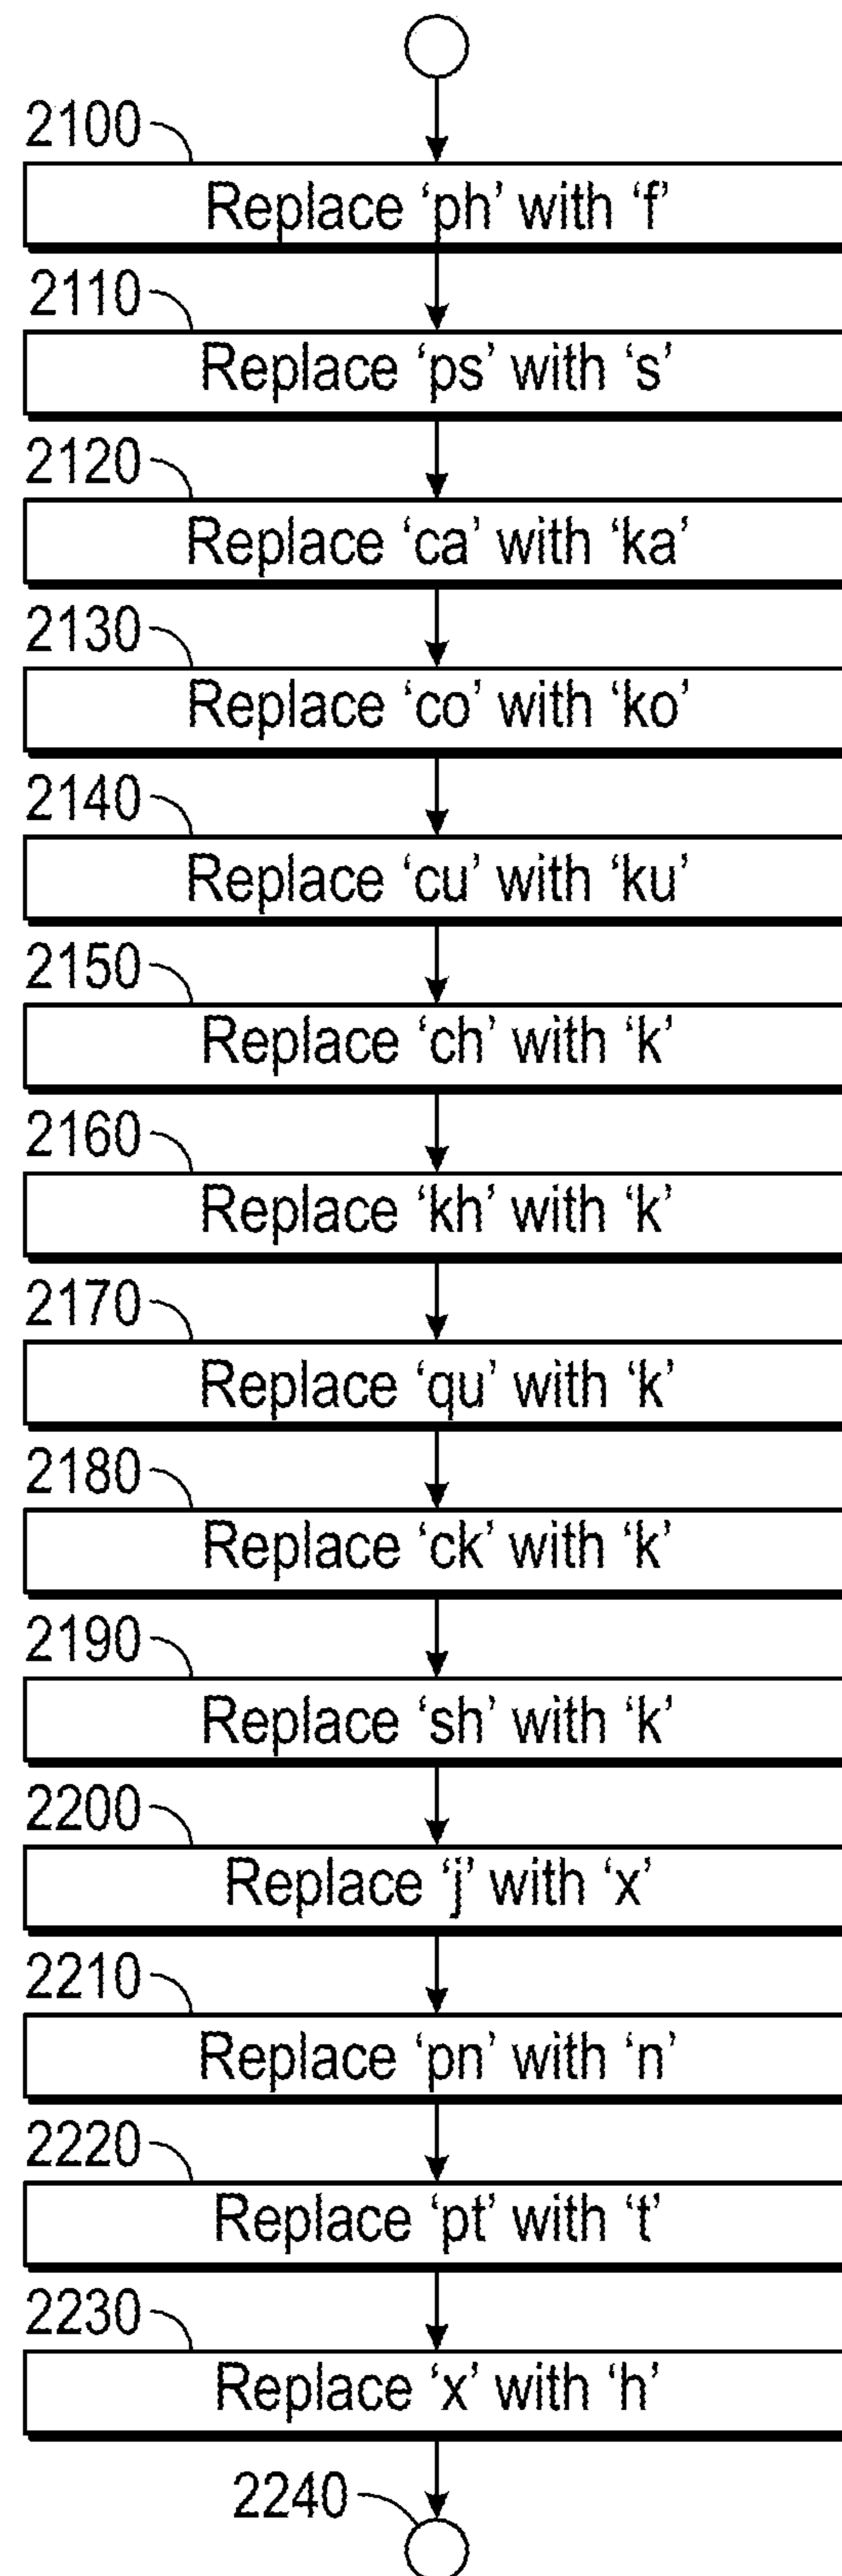 2100
Replace ‘ph’ with ‘f’
2110
Replace ‘ps’ with ‘s’
2120
Replace ‘ca’ with ‘ka’
2130
Replace ‘co’ with ‘ko’
2140
Replace ‘cu’ with ‘ku’
2150
Replace ‘ch’ with ‘k’
2160
Replace ‘kh’ with ‘k’
2170
Replace ‘qu’ with ‘k’
2180
Replace ‘ck’ with ‘k’
2190
Replace ‘sh’ with ‘k’
2200
Replace ‘j’ with ‘x’
2210
Replace ‘pn’ with ‘n’
2220
Replace ‘pt’ with ‘t’
2230
Replace ‘x’ with ‘h’
2240